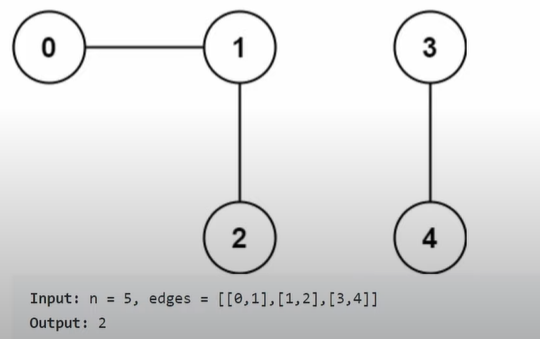 0 1 3
2 4
Input: n = 5, edges = [[0,1],[1,2],[3,4]]
Output: 2